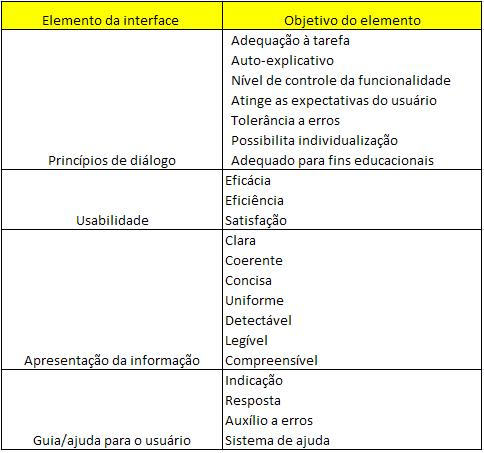 Elemento da interface	Objetivo do elemento
Adequação à tarefa
Auto-explicativo
Nível de controle da funcionalidade
Atinge as expectativas do usuário
Tolerância a erros
Possibilita individualização
Princípios de diálogo	Adequado para fins educacionais
Eficácia
Eficiência
Usabilidade	Satisfação
Clara
Coerente
Concisa
Uniforme
Detectável
Legível
Apresentação da informação	Compreensível
Indicação
Resposta
Auxílio a erros
Guia/ajuda para o usuário	Sistema de ajuda